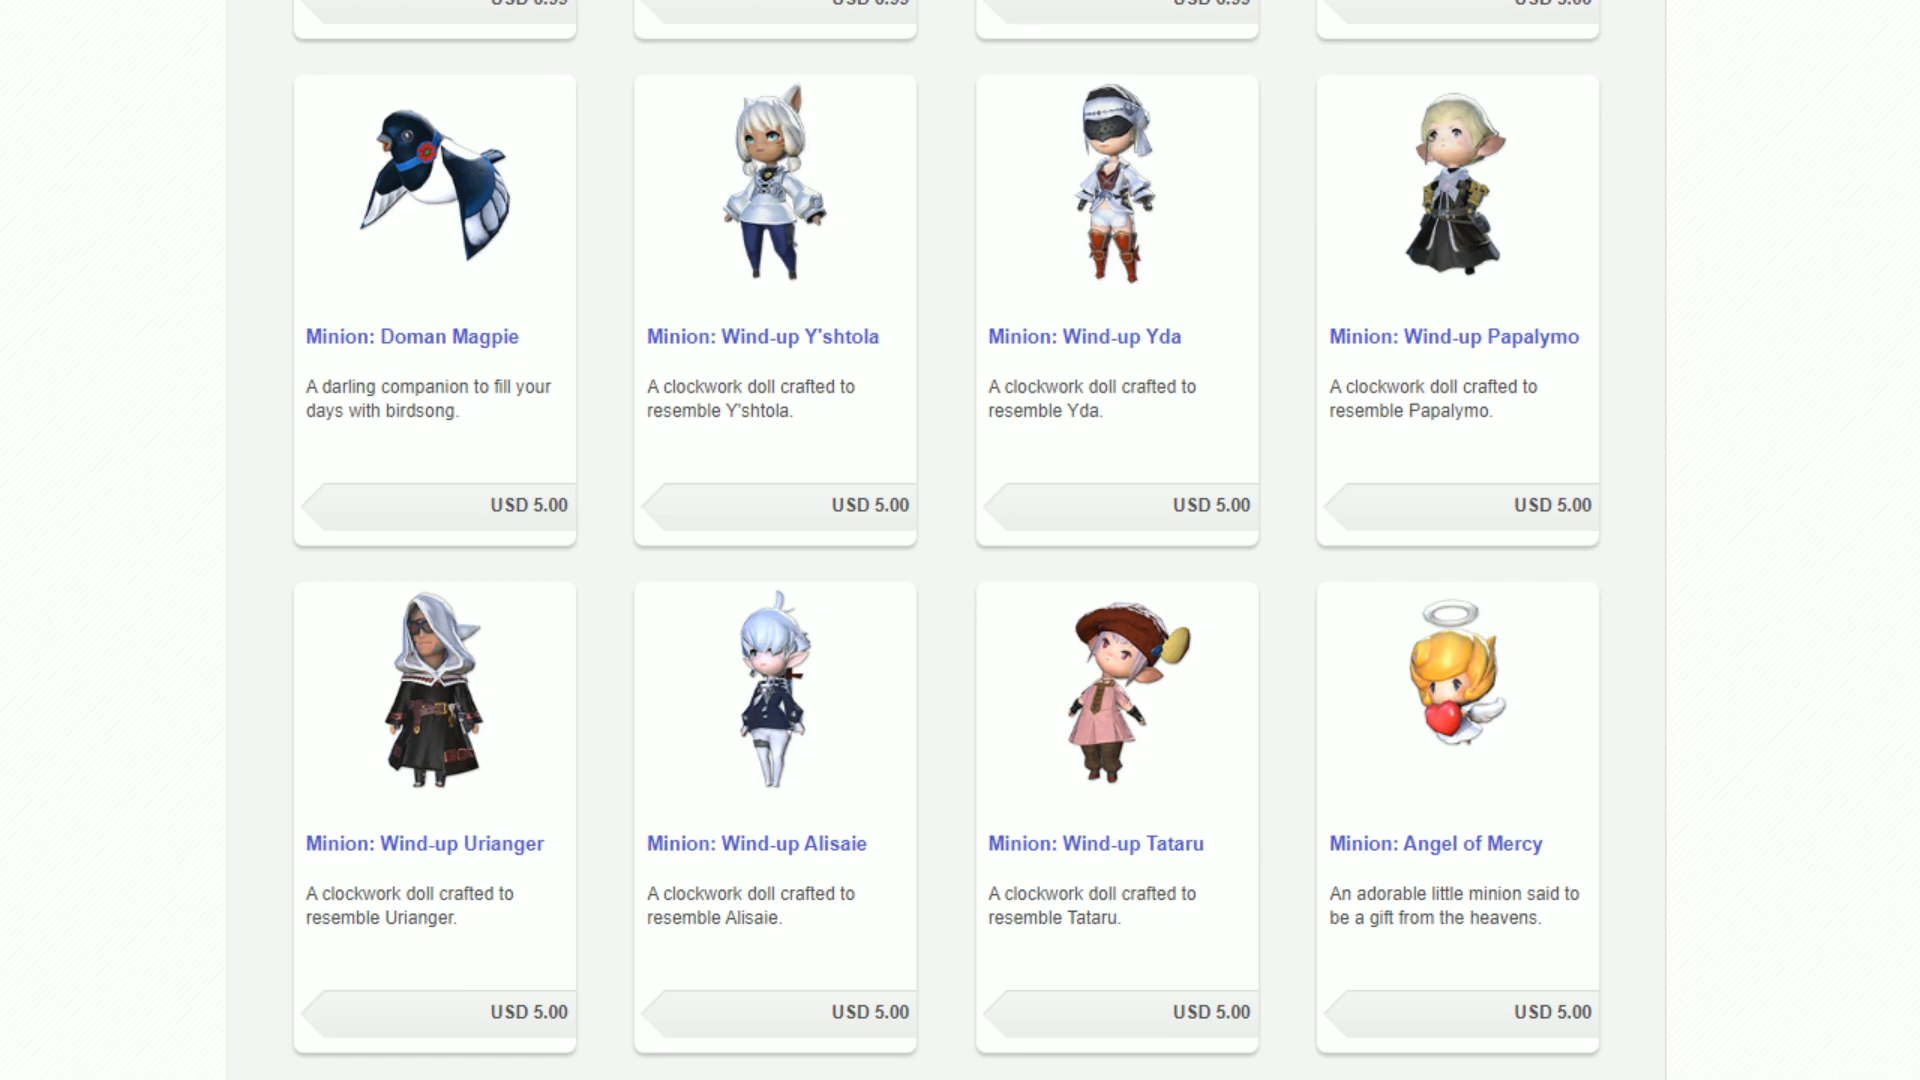 USD 5.00
Minion: Doman Magpie
Minion: Wind-up Y'shtola
Minion: Wind-up Yda
Minion: Wind-up Papalymo
A darling companion to fill your
days with birdsong.
A clockwork doll crafted to
resemble Y'shtola.
A clockwork doll crafted to
resemble Yda.
A clockwork doll crafted to
resemble Papalymo.
USD 5.00
USD 5.00
USD 5.00
USD 5.00
Minion: Wind-up Urianger
Minion: Wind-up Alisaie
Minion: Wind-up Tataru
Minion: Angel of Mercy
A clockwork doll crafted to
resemble Urianger.
A clockwork doll crafted to
resemble Alisaie.
A clockwork doll crafted to
resemble Tataru.
An adorable little minion said to
be a gift from the heavens.
USD 5.00
USD 5.00
USD 5.00
USD 5.00